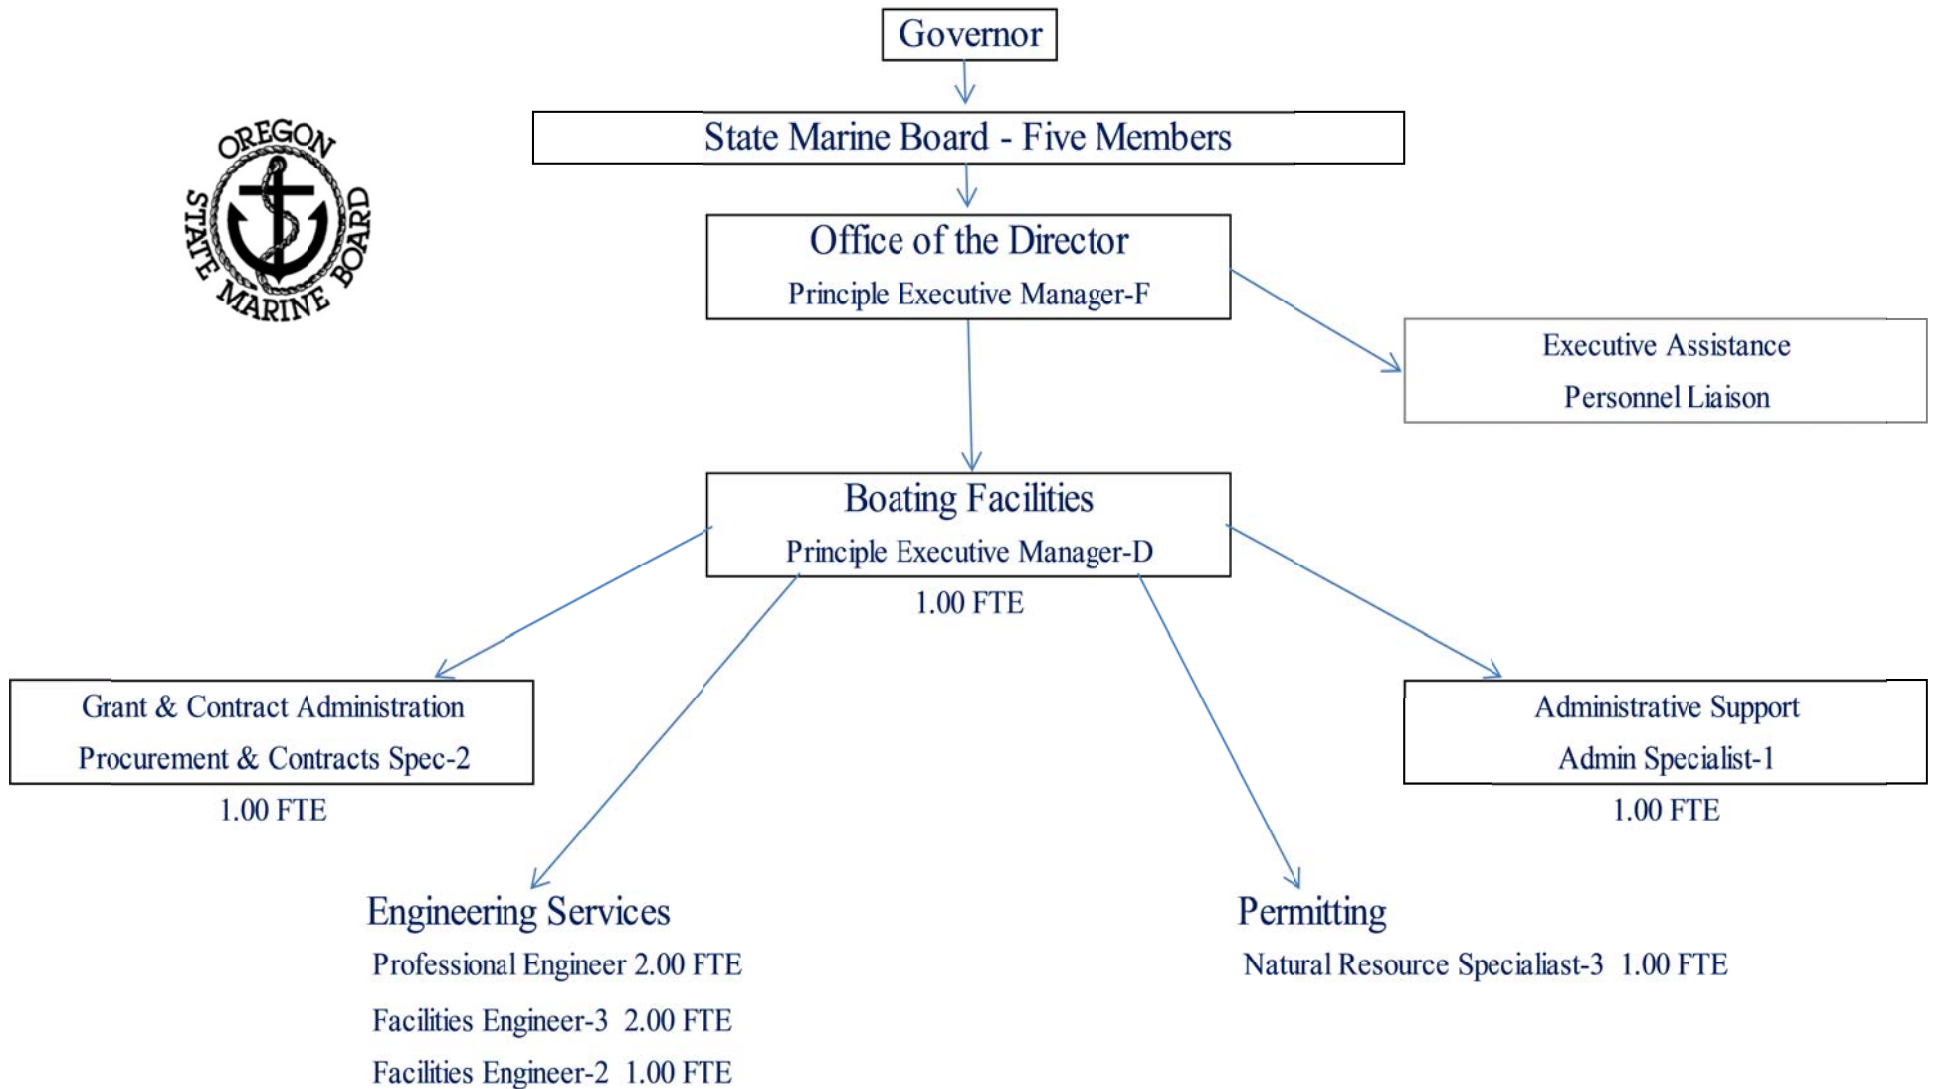 Governor
State Marine Board - Five Members
OREGON
STATE MARINE BOARD
Office of the Director
Principle Executive Manager-F
Executive Assistance
Personnel Liaison
Boating Facilities
Principle Executive Manager-D
1.00 FTE
Grant & Contract Administration
Procurement & Contracts Spec-2
1.00 FTE
Administrative Support
Admin Specialist-1
1.00 FTE
Engineering Services
Professional Engineer 2.00 FTE
Facilities Engineer-3 2.00 FTE
Facilities Engineer-2 1.00 FTE
Permitting
Natural Resource Specialiast-3 1.00 FTE